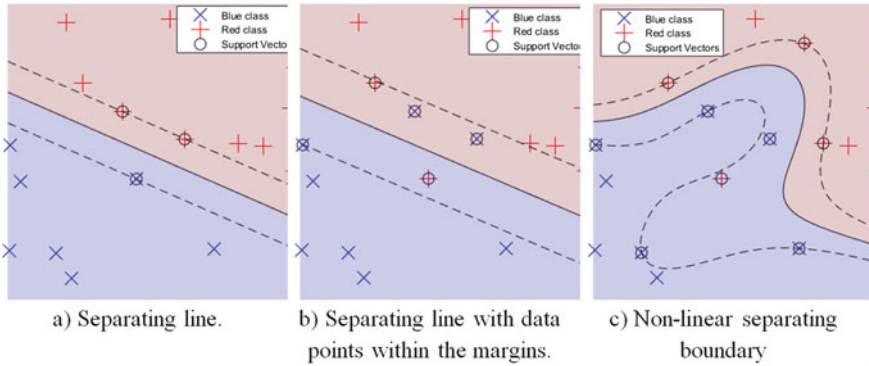 Blue class
Red class
Support Vectors
Blue class
Red class
Support Vectors
Blue class
Red class
Support Vectors
a) Separating line.
b) Separating line with data
points within the margins.
c) Non-linear separating
boundary